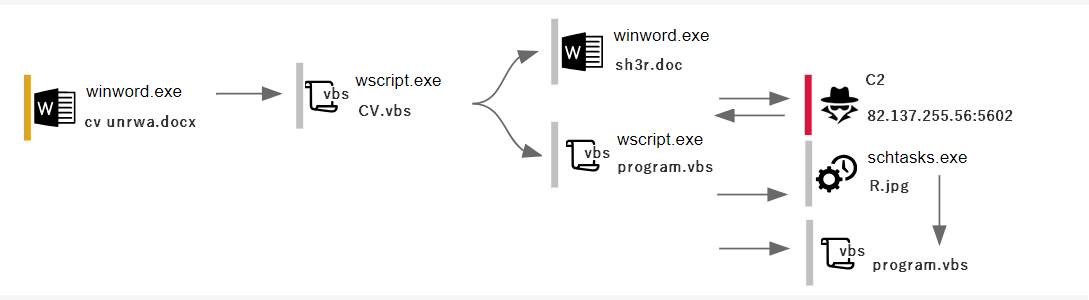 W
winword.exe
cv unrwa.docx
vbs
wscript.exe
CV.vbs
W
winword.exe
sh3r.doc
vbs
wscript.exe
program.vbs
C2
82.137.255.56:5602
schtasks.exe
R.jpg
vbs
program.vbs